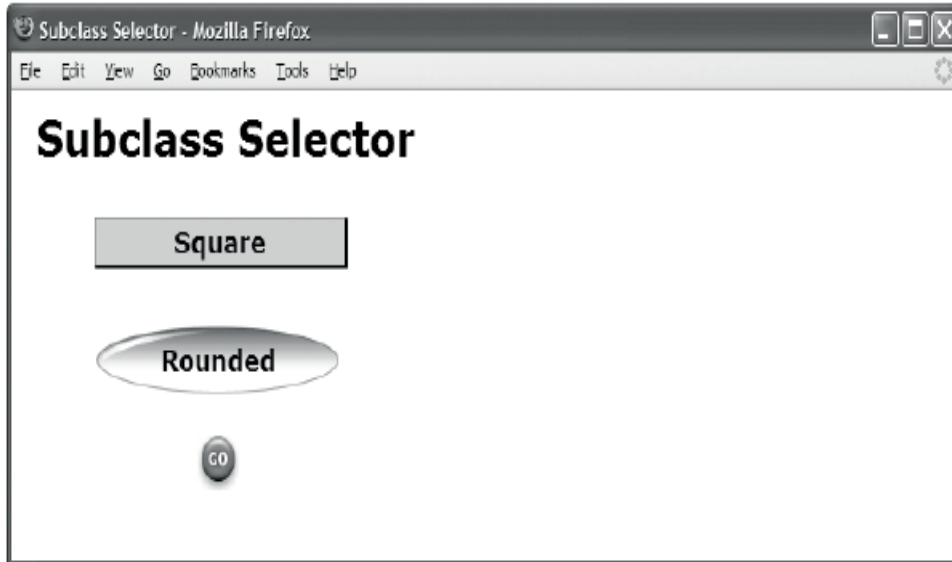 Subclass Selector - Mozilla Firefox
File Edit View Go Bookmarks Tools Help
Subclass Selector
Square
Rounded
GO